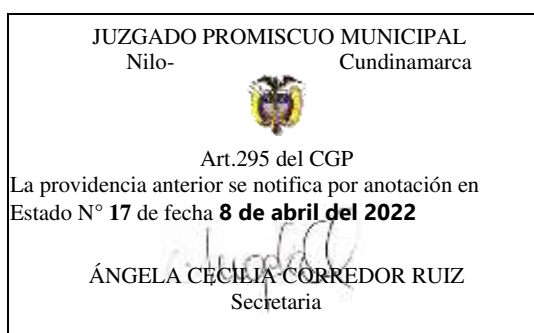 JUZGADO PROMISCUO MUNICIPAL
Nilo- Cundinamarca
Art.295 del CGP
La providencia anterior se notifica por anotación en
Estado N° 17 de fecha 8 de abril del 2022
ÁNGELA CECILIA CORREDOR RUIZ
Secretaria